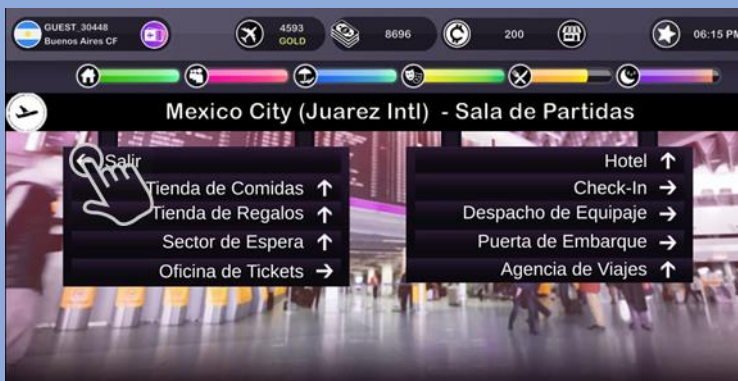 GUEST_30448
Buenos Aires CF
4593
GOLD
8696
200
06:15 PM
Mexico City (Juarez Intl) - Sala de Partidas
Salir
Tienda de Comidas
Tienda de Regalos
Sector de Espera
Oficina de Tickets
Hotel
Check-In
Despacho de Equipaje
Puerta de Embarque
Agencia de Viajes